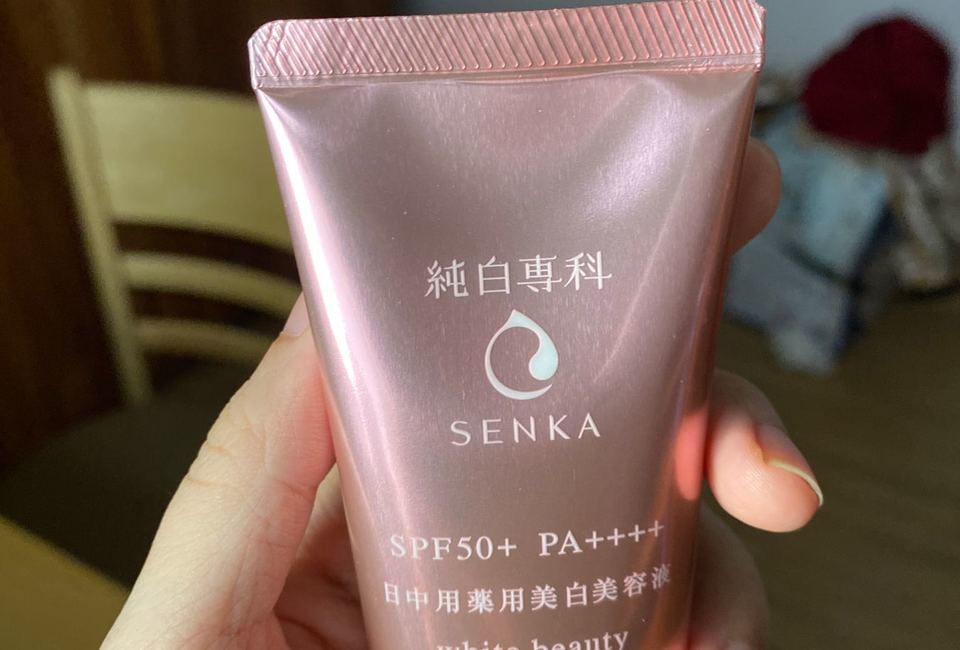 純白専科
SENKA
SPF50+ PA++++
日中用薬用美白美容液
white beauty